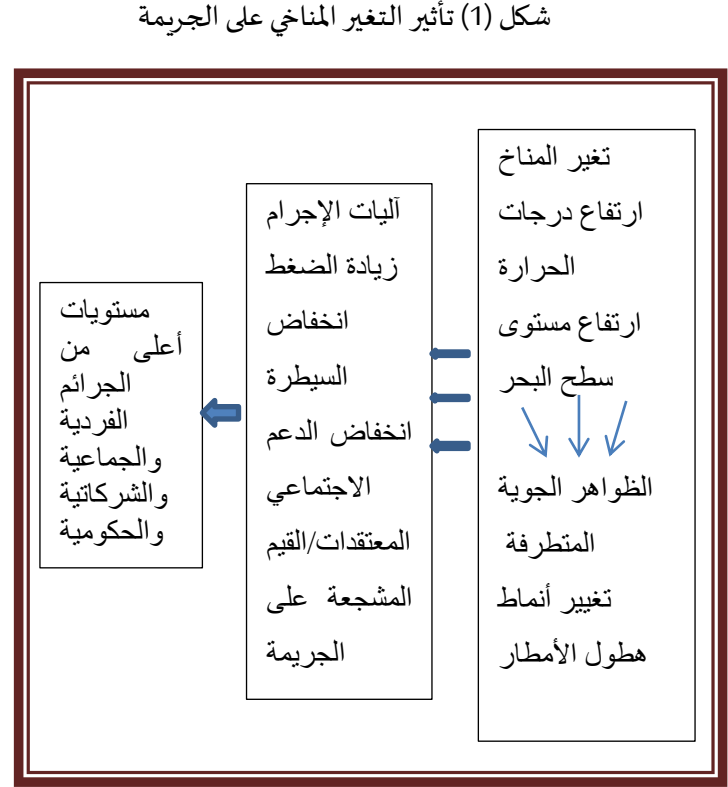 شكل (1) تأثير التغير المناخي على الجريمة
تغير المناخ
ارتفاع درجات
الحرارة
ارتفاع مستوى
سطح البحر
الظواهر الجوية
المتطرفة
تغيير أنماط
هطول الأمطار
آليات الإجرام
زيادة الضغط
انخفاض
السيطرة
انخفاض الدعم
الاجتماعي
المعتقدات/القيم
المشجعة على
الجريمة
مستويات
أعلى من
الجرائم
الفردية
والجماعية
والشركاتية
والحكومية